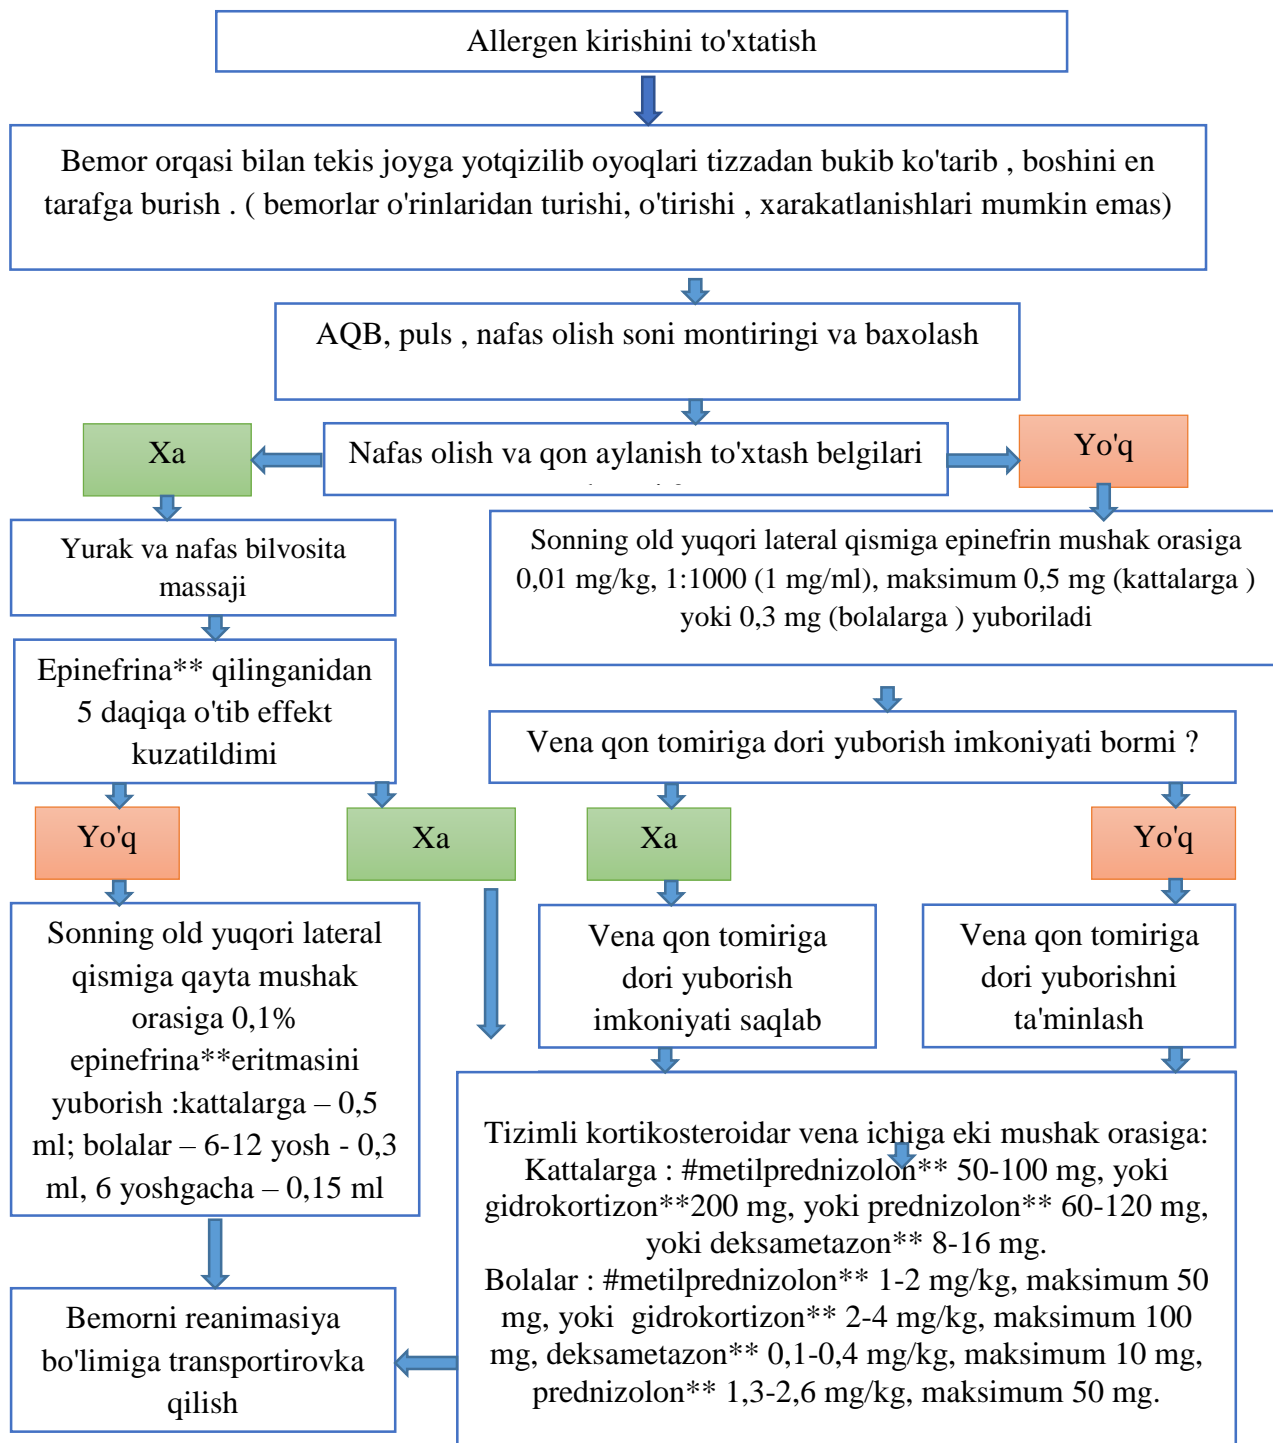 Allergen kirishini to'xtatish
Bemor orqasi bilan tekis joyga yotqizilib oyoqlari tizzadan bukib ko'tarib , boshini en
tarafga burish . ( bemorlar o'rinlaridan turishi, o'tirishi , xarakatlanishlari mumkin emas)
AQB, puls , nafas olish soni montiringi va baxolash
Xa
Nafas olish va qon aylanish to'xtash belgilari
Yo'q
Yurak va nafas bilvosita
massaji
Sonning old yuqori lateral qismiga epinefrin mushak orasiga
0,01 mg/kg, 1:1000 (1 mg/ml), maksimum 0,5 mg (kattalarga )
yoki 0,3 mg (bolalarga ) yuboriladi
Epinefrina** qilinganidan
5 daqiqa o'tib effekt
kuzatildimi
Vena qon tomiriga dori yuborish imkoniyati bormi ?
Yo'q
Xa
Xa
Yo'q
Sonning old yuqori lateral
qismiga qayta mushak
orasiga 0,1%
epinefrina**eritmasini
yuborish :kattalarga – 0,5
ml; bolalar – 6-12 yosh - 0,3
ml, 6 yoshgacha – 0,15 ml
Vena qon tomiriga
dori yuborish
imkoniyati saqlab
Vena qon tomiriga
dori yuborishni
ta'minlash
Tizimli kortikosteroidar vena ichiga eki mushak orasiga:
Kattalarga : #metilprednizolon** 50-100 mg, yoki
gidrokortizon**200 mg, yoki prednizolon** 60-120 mg,
yoki deksametazon** 8-16 mg.
Bolalar : #metilprednizolon** 1-2 mg/kg, maksimum 50
mg, yoki gidrokortizon** 2-4 mg/kg, maksimum 100
mg, deksametazon** 0,1-0,4 mg/kg, maksimum 10 mg,
prednizolon** 1,3-2,6 mg/kg, maksimum 50 mg.
Bemorni reanimasiya
bo'limiga transportirovka
qilish